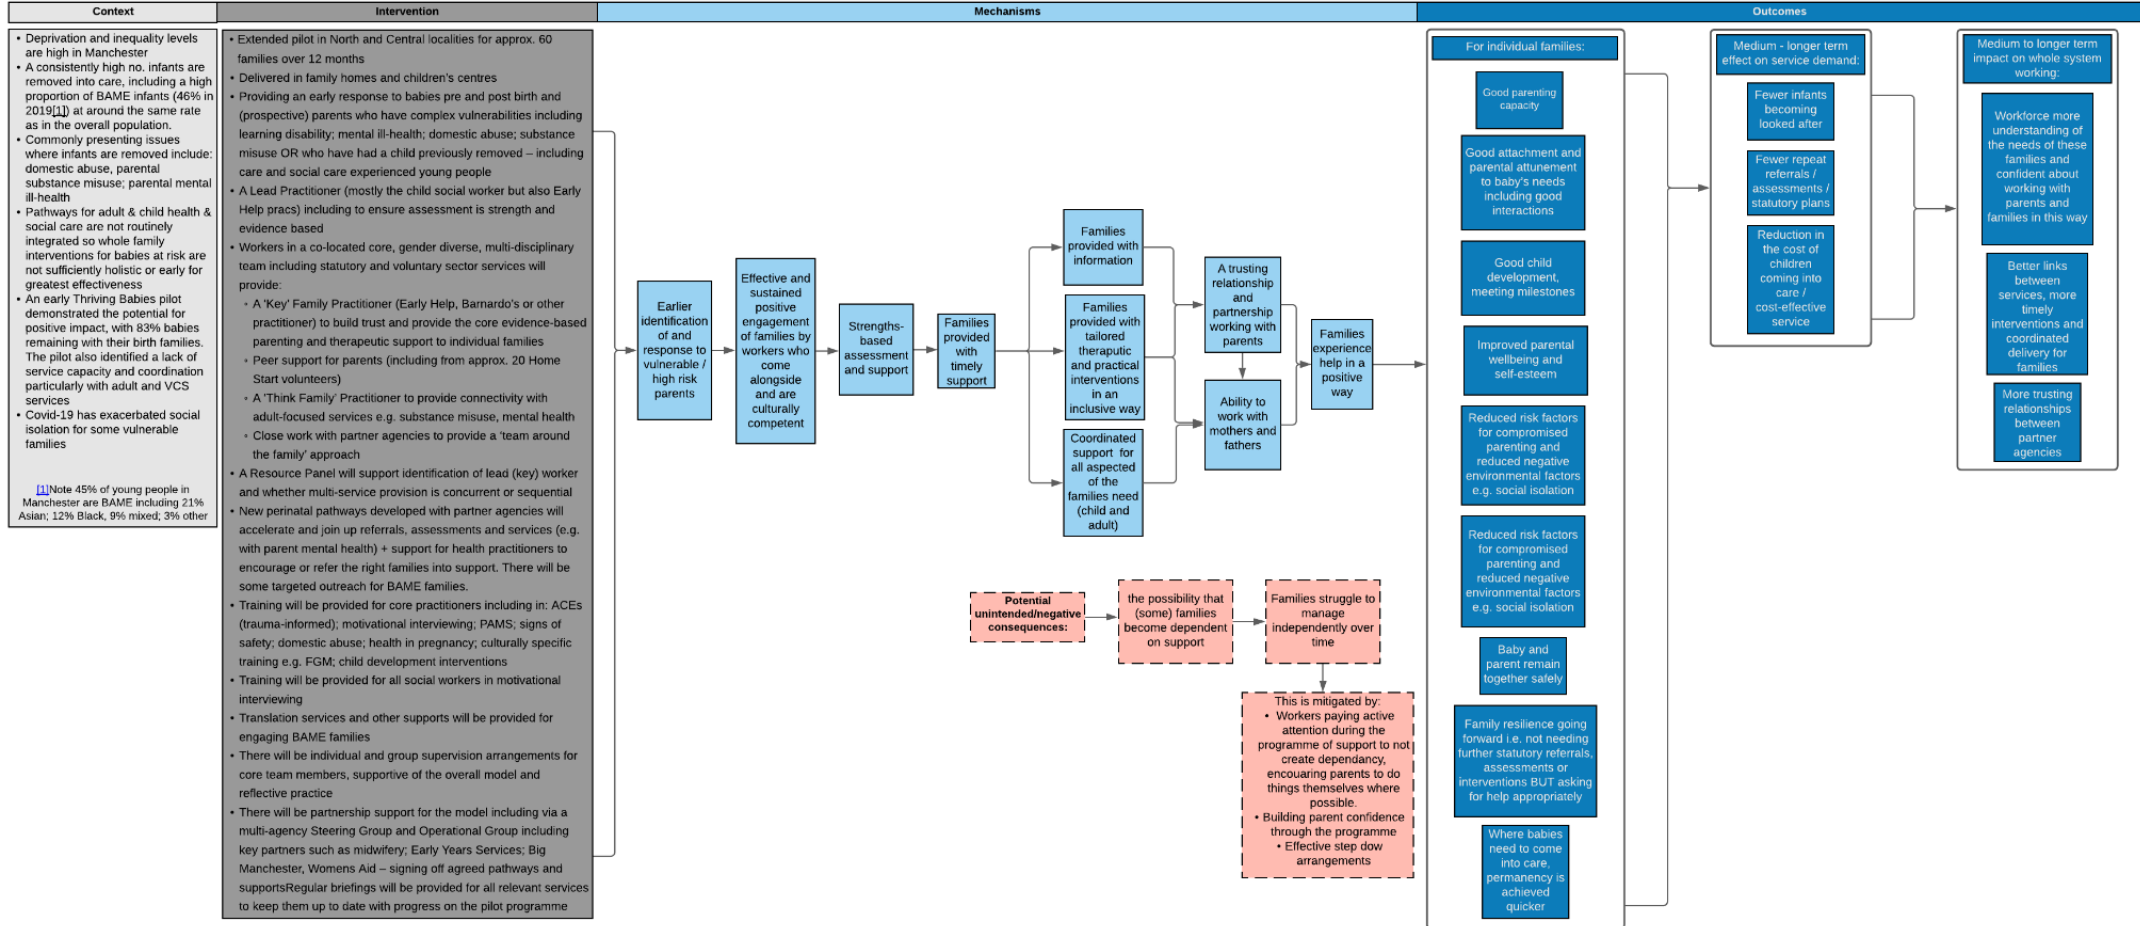 Context
Intervention
Mechanisms
Outcomes
• Deprivation and inequality levels
are high in Manchester
• A consistently high no. infants are
removed into care, including a high
proportion of BAME infants (46% in
2019[1]) at around the same rate
as in the overall population.
• Commonly presenting issues
where infants are removed include:
domestic abuse, parental
substance misuse; parental mental
ill-health
• Pathways for adult & child health &
social care are not routinely
integrated so whole family
interventions for babies at risk are
not sufficiently holistic or early for
greatest effectiveness
• An early Thriving Babies pilot
demonstrated the potential for
positive impact, with 83% babies
remaining with their birth families.
The pilot also identified a lack of
service capacity and coordination
particularly with adult and VCS
services
• Covid-19 has exacerbated social
isolation for some vulnerable
families
[1]Note 45% of young people in
Manchester are BAME including 21%
Asian; 12% Black, 9% mixed; 3% other
• Extended pilot in North and Central localities for approx. 60
families over 12 months
• Delivered in family homes and children's centres
• Providing an early response to babies pre and post birth and
(prospective) parents who have complex vulnerabilities including
learning disability; mental ill-health; domestic abuse; substance
misuse OR who have had a child previously removed – including
care and social care experienced young people
• A Lead Practitioner (mostly the child social worker but also Early
Help pracs) including to ensure assessment is strength and
evidence based
• Workers in a co-located core, gender diverse, multi-disciplinary
team including statutory and voluntary sector services will
provide:
◦ A 'Key' Family Practitioner (Early Help, Barnardo's or other
practitioner) to build trust and provide the core evidence-based
parenting and therapeutic support to individual families
◦ Peer support for parents (including from approx. 20 Home
Start volunteers)
◦ A 'Think Family' Practitioner to provide connectivity with
adult-focused services e.g. substance misuse, mental health
◦ Close work with partner agencies to provide a 'team around
the family' approach
• A Resource Panel will support identification of lead (key) worker
and whether multi-service provision is concurrent or sequential
• New perinatal pathways developed with partner agencies will
accelerate and join up referrals, assessments and services (e.g.
with parent mental health) + support for health practitioners to
encourage or refer the right families into support. There will be
some targeted outreach for BAME families.
• Training will be provided for core practitioners including in: ACEs
(trauma-informed); motivational interviewing; PAMS; signs of
safety; domestic abuse; health in pregnancy; culturally specific
training e.g. FGM; child development interventions
• Training will be provided for all social workers in motivational
interviewing
• Translation services and other supports will be provided for
engaging BAME families
• There will be individual and group supervision arrangements for
core team members, supportive of the overall model and
reflective practice
• There will be partnership support for the model including via a
multi-agency Steering Group and Operational Group including
key partners such as midwifery; Early Years Services; Big
Manchester, Womens Aid – signing off agreed pathways and
supportsRegular briefings will be provided for all relevant services
to keep them up to date with progress on the pilot programme
Earlier
identification
of and
response to
vulnerable /
high risk
parents
Effective and
sustained
positive
engagement
of families by
workers who
come
alongside
and are
culturally
competent
Strengths-
based
assessment
and support
Families
provided
with
timely
support
Families
provided with
information
Families
provided with
tailored
theraputic
and practical
interventions
in an
inclusive way
Coordinated
support for
all aspected
of the
families need
(child and
adult)
A trusting
relationship
and
partnership
working with
parents
Ability to
work with
mothers and
fathers
Families
experience
help in a
positive
way
Potential
unintended/negative
consequences:
the possibility that
(some) families
become dependent
on support
Families struggle to
manage
independently over
time
This is mitigated by:
• Workers paying active
attention during the
programme of support to not
create dependancy,
encouaring parents to do
things themselves where
possible.
• Building parent confidence
through the programme
• Effective step dow
arrangements
For individual families:
Good parenting
capacity
Good attachment and
parental attunement
to baby's needs
including good
interactions
Good child
development,
meeting milestones
Improved parental
wellbeing and
self-esteem
Reduced risk factors
for compromised
parenting and
reduced negative
environmental factors
e.g. social isolation
Reduced risk factors
for compromised
parenting and
reduced negative
environmental factors
e.g. social isolation
Baby and
parent remain
together safely
Family resilience going
forward i.e. not needing
further statutory referrals,
assessments or
interventions BUT asking
for help appropriately
Where babies
need to come
into care,
permanency is
achieved
quicker
Medium - longer term
effect on service demand:
Fewer infants
becoming
looked after
Fewer repeat
referrals /
assessments /
statutory plans
Reduction in
the cost of
children
coming into
care /
cost-effective
service
Medium to longer term
impact on whole system
working:
Workforce more
understanding of
the needs of these
families and
confident about
working with
parents and
families in this way
Better links
between
services, more
timely
interventions and
coordinated
delivery for
families
More trusting
relationships
between
partner
agencies